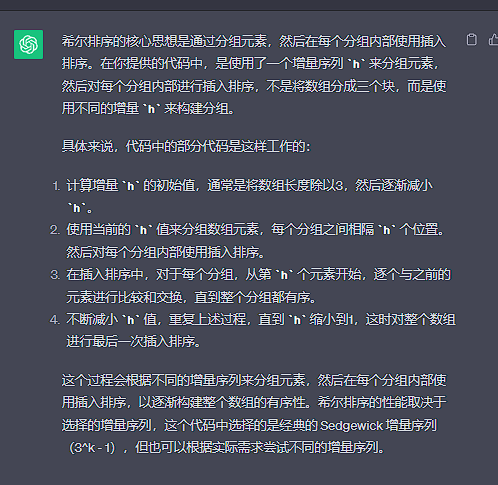 希尔排序的核心思想是通过分组元素，然后在每个分组内部使用插入
排序。在你提供的代码中，是使用了一个增量序列 `h` 来分组元素，
然后对每个分组内部进行插入排序，不是将数组分成三个块，而是使
用不同的增量 `h` 来构建分组。
具体来说，代码中的部分代码是这样工作的：
1. 计算增量 `h` 的初始值，通常是将数组长度除以3，然后逐渐减小
`h`。
2. 使用当前的 `h` 值来分组数组元素，每个分组之间相隔 `h` 个位置。
然后对每个分组内部使用插入排序。
3. 在插入排序中，对于每个分组，从第 `h` 个元素开始，逐个与之前的
元素进行比较和交换，直到整个分组都有序。
4. 不断减小 `h` 值，重复上述过程，直到 `h` 缩小到1，这时对整个数组
进行最后一次插入排序。
这个过程会根据不同的增量序列来分组元素，然后在每个分组内部使
用插入排序，以逐渐构建整个数组的有序性。希尔排序的性能取决于
选择的增量序列，这个代码中选择的是经典的 Sedgewick 增量序列
（3^k - 1），但也可以根据实际需求尝试不同的增量序列。